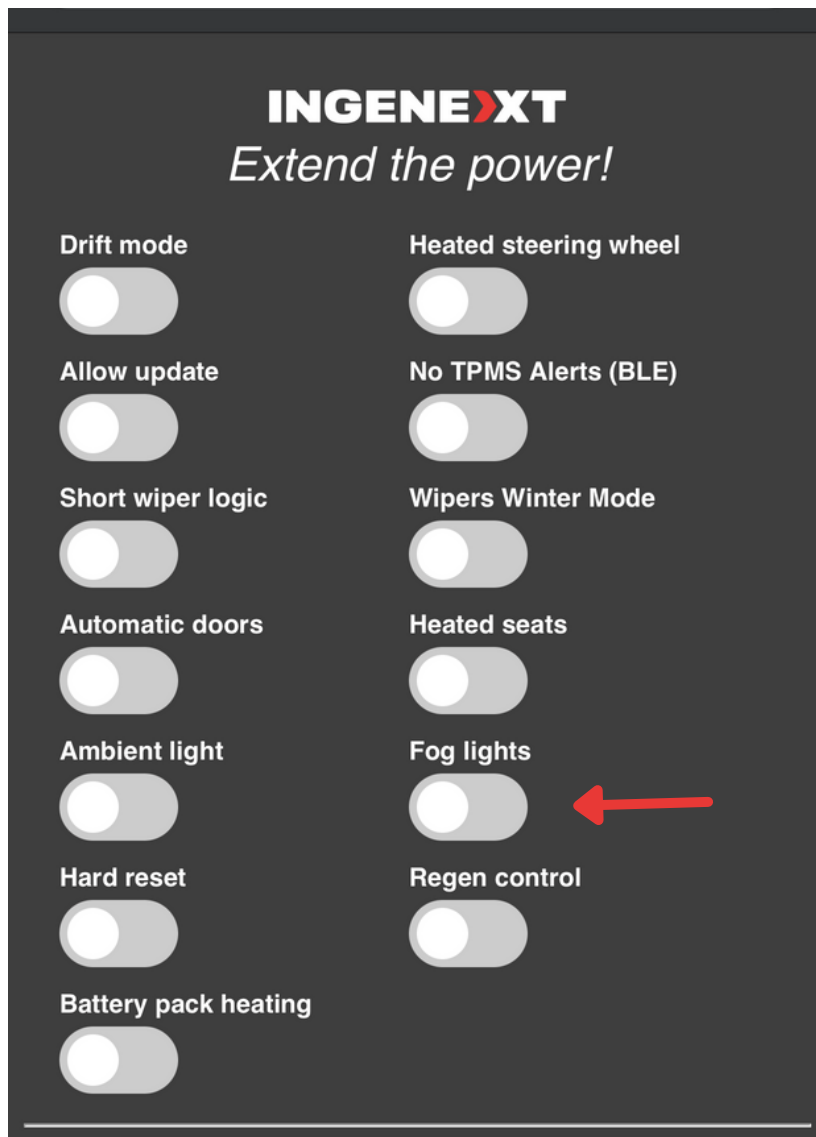 INGENEXT
Extend the power!
Drift mode
Heated steering wheel
Allow update
No TPMS Alerts (BLE)
Short wiper logic
Wipers Winter Mode
Automatic doors
Heated seats
Ambient light
Fog lights
Hard reset
Regen control
Battery pack heating